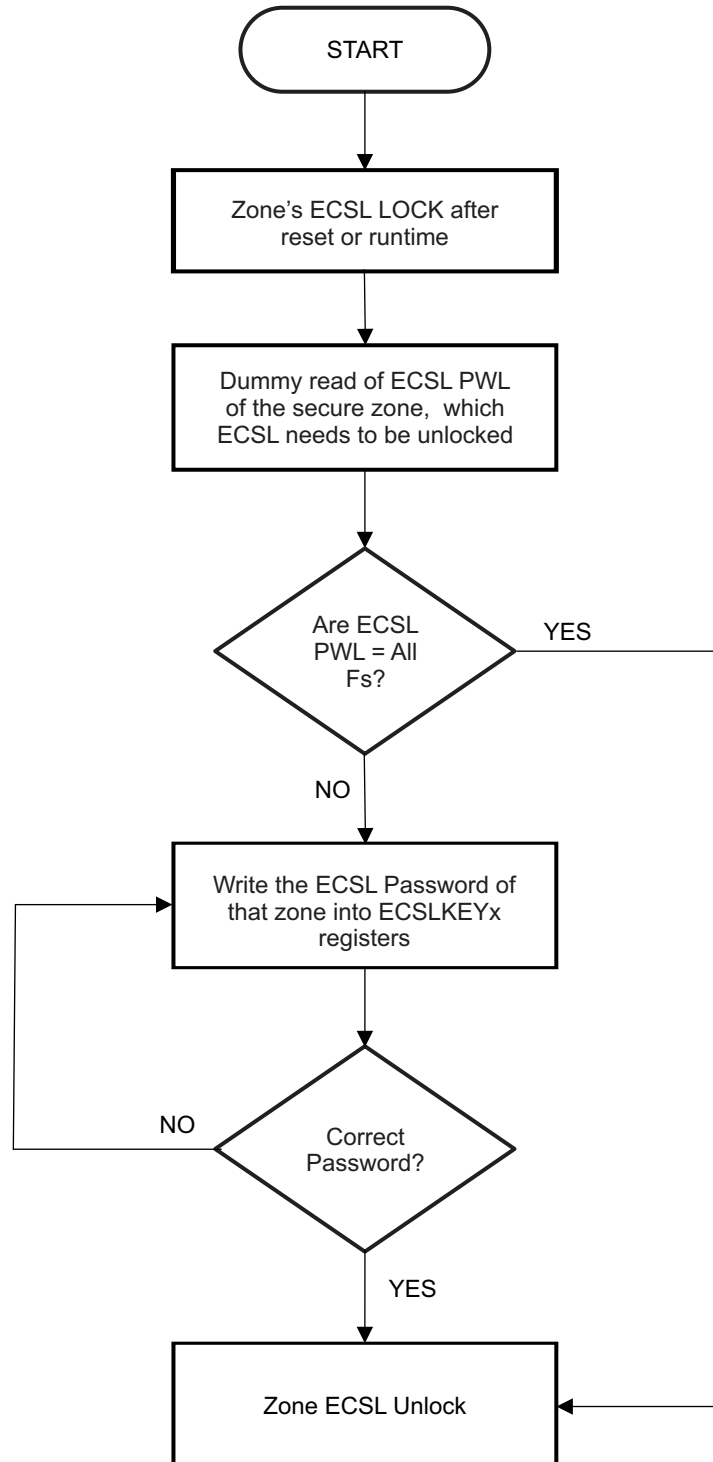 START
Zone's ECSL LOCK after
reset or runtime
Dummy read of ECSL PWL
of the secure zone, which
ECSL needs to be unlocked
Are ECSL
PWL = All
Fs?
YES
NO
Write the ECSL Password of
that zone into ECSLKEYx
registers
NO
Correct
Password?
YES
Zone ECSL Unlock